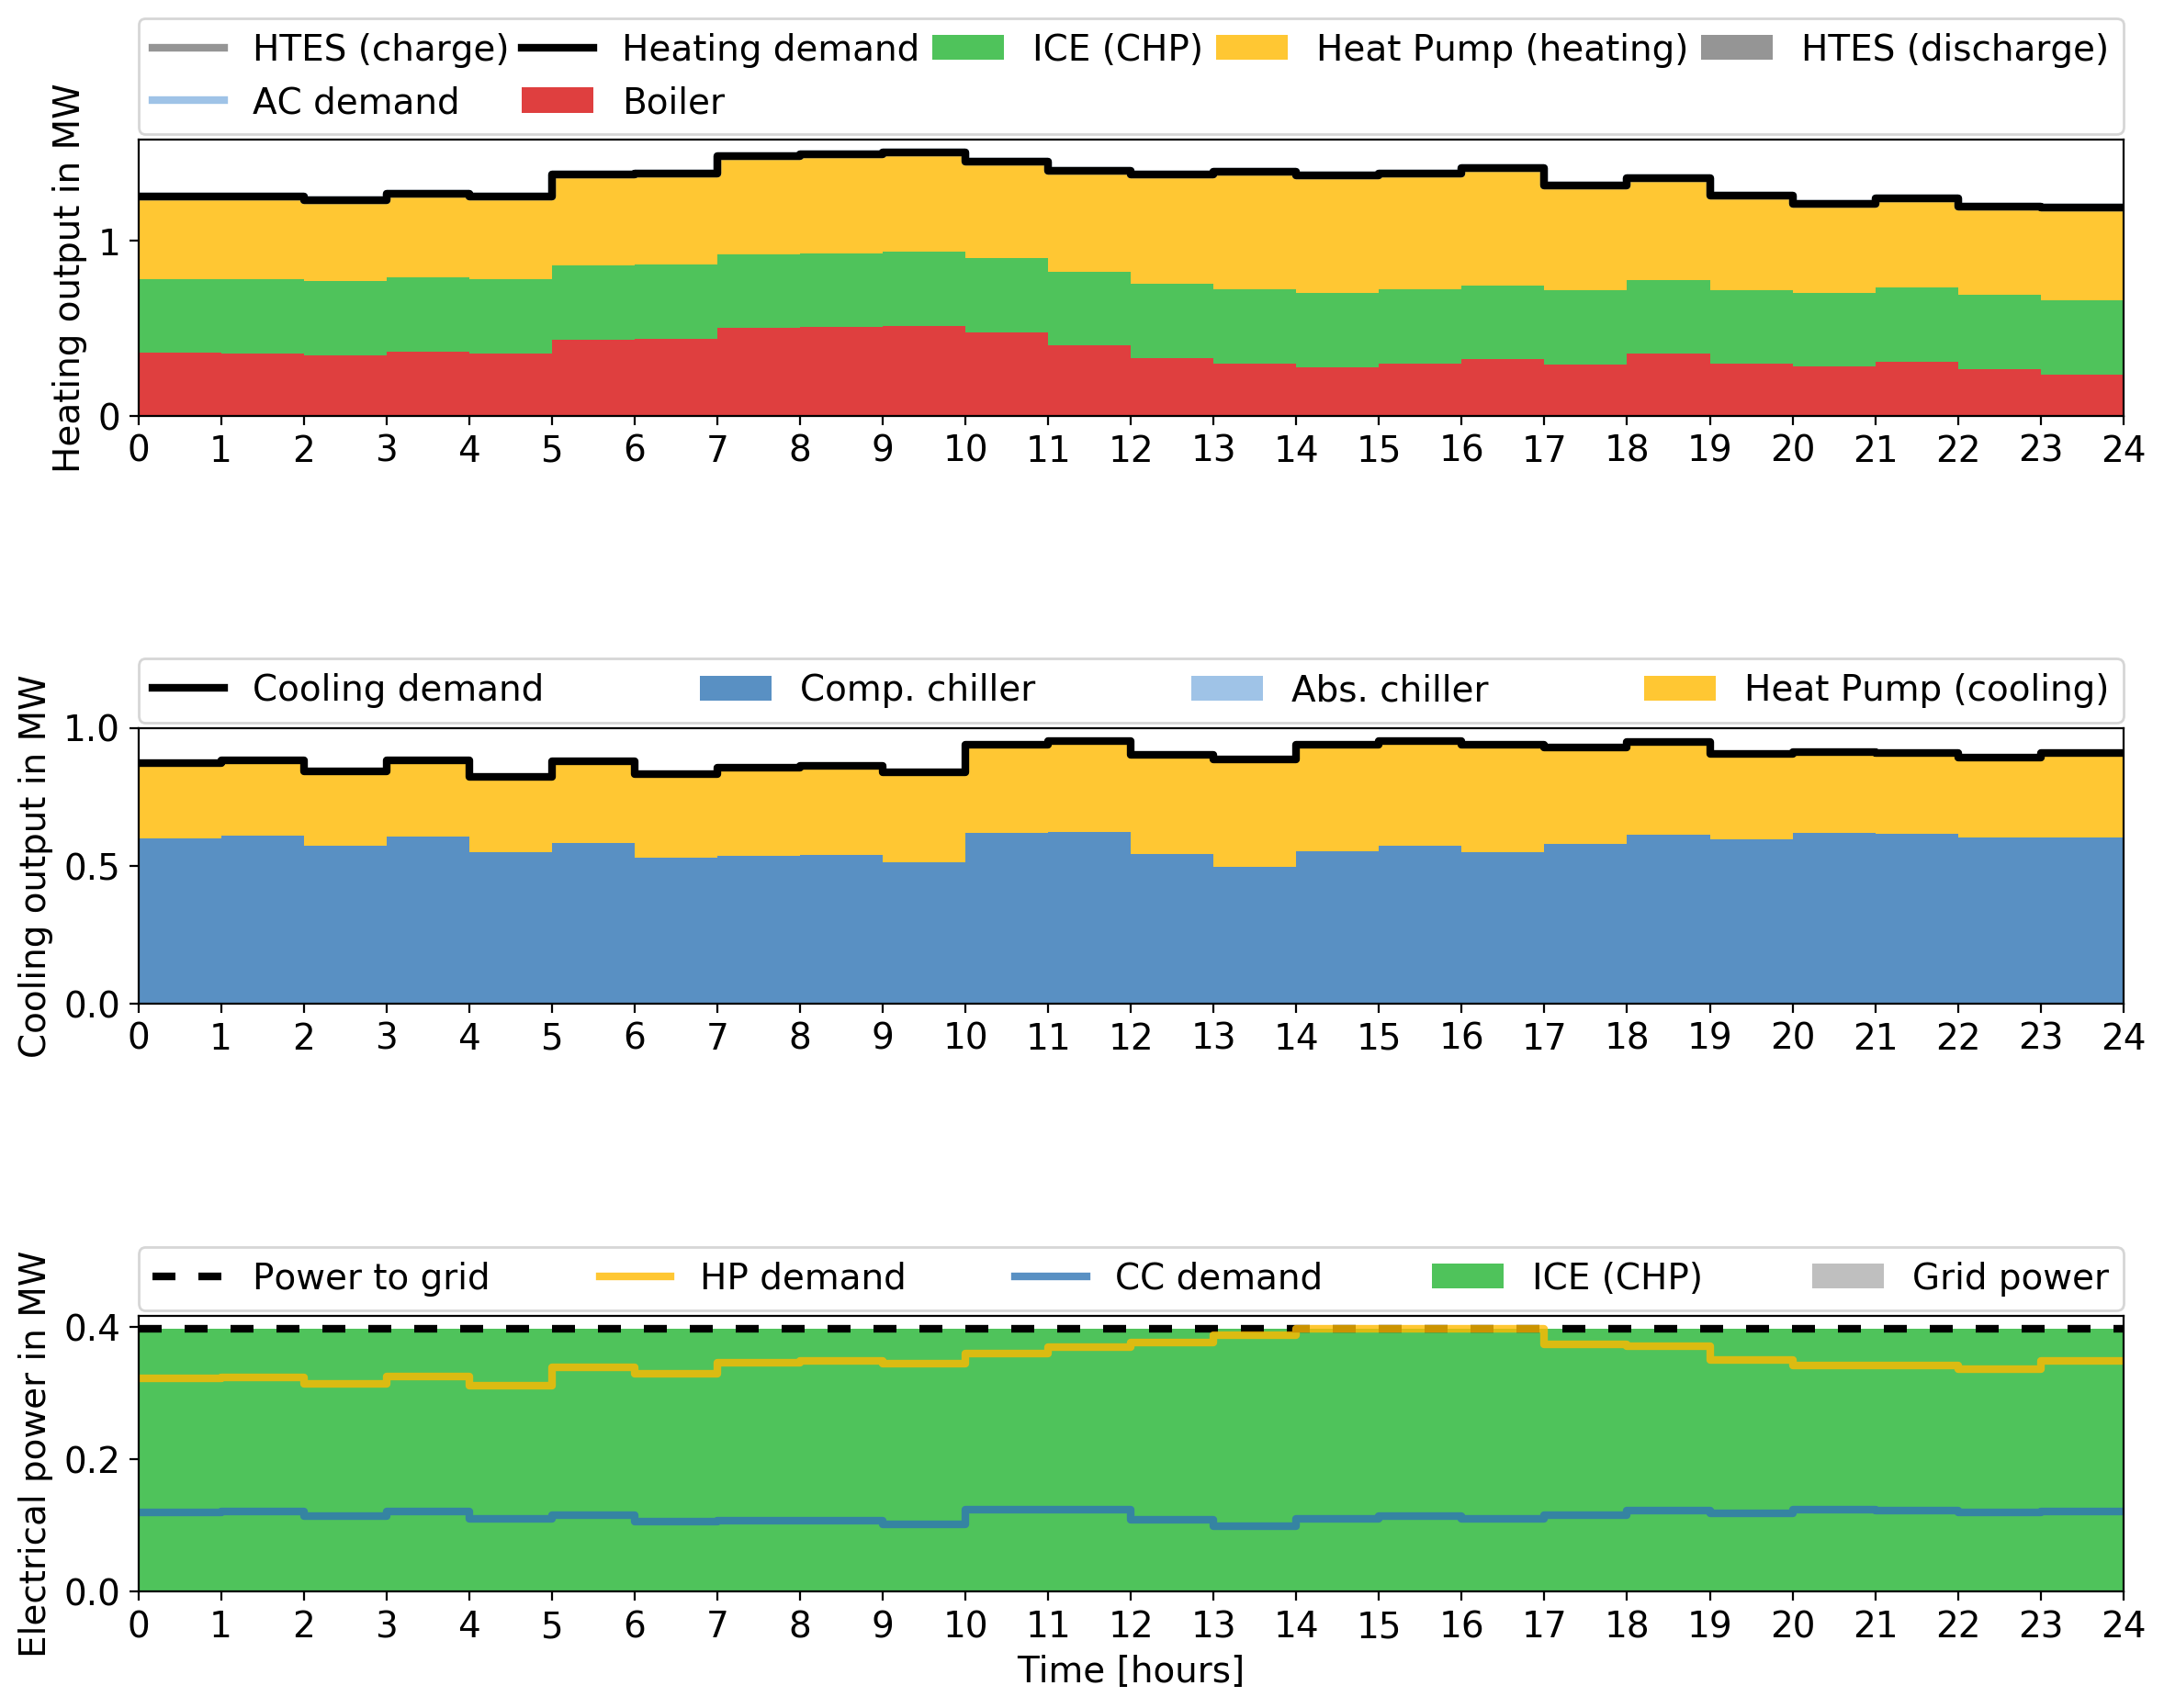 HTES (charge) Heating demand ICE (CHP) Heat Pump (heating) HTES (discharge)
AC demand Boiler
Heating output in MW
1
0
0 1 2 3 4 5 6 7 8 9 10 11 12 13 14 15 16 17 18 19 20 21 22 23 24
Cooling demand Comp. chiller Abs. chiller Heat Pump (cooling)
Cooling output in MW
1.0
0.5
0.0
0 1 2 3 4 5 6 7 8 9 10 11 12 13 14 15 16 17 18 19 20 21 22 23 24
Power to grid HP demand CC demand ICE (CHP) Grid power
Electrical power in MW
0.4
0.2
0.0
0 1 2 3 4 5 6 7 8 9 10 11 12 13 14 15 16 17 18 19 20 21 22 23 24
Time [hours]